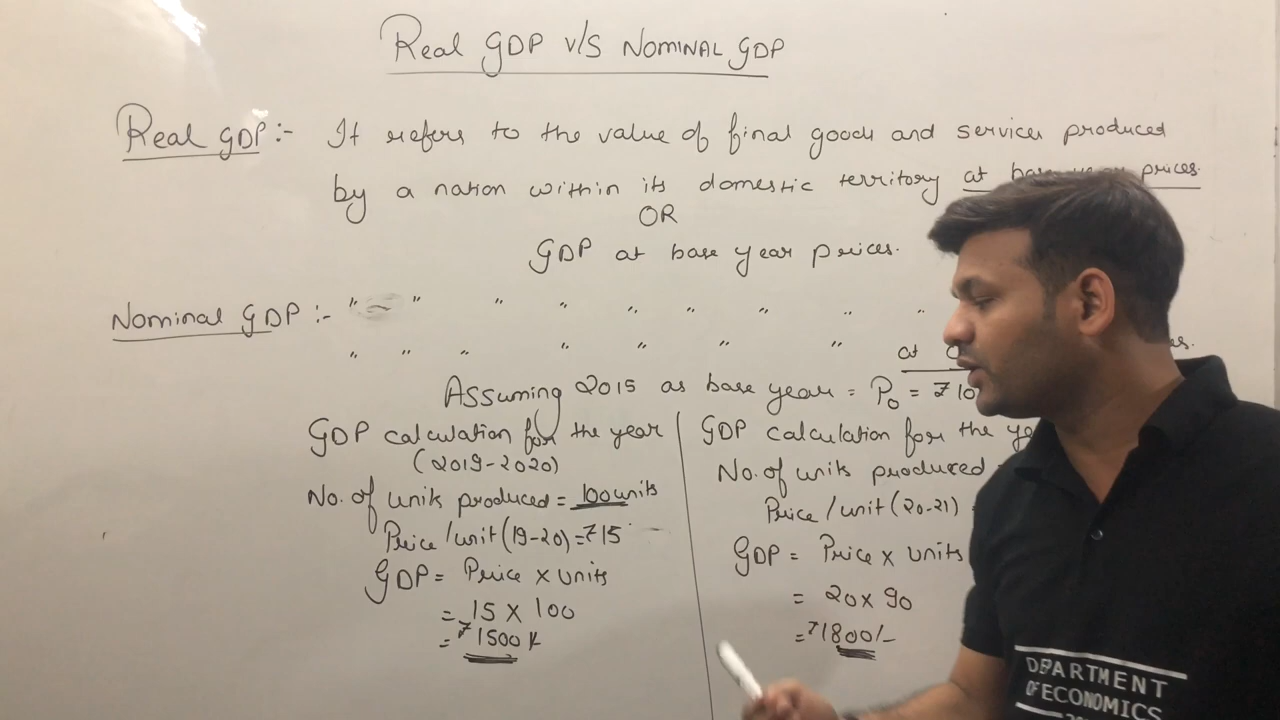 Real GDP v/s Nominal GDP
Real GDP :- It refers to the value of final goods and services produced
by a nation within its domestic territory at base year prices.
OR
GDP at base year prices.
Nominal GDP :- " " " " " " " " "
" " " " " " " at
Assuming 2015 as base year = P₀ = ₹10
GDP calculation for the year
(2019-2020)
No. of units produced = 100 units
Price / unit (19-20) = ₹15
GDP = Price x units
= 15 x 100
= ₹1500/-
GDP calculation for the
No. of units produced
Price / unit (20-21) =
GDP = Price x units
= 20 x 90
= ₹1800/-
DEPARTMENT
OF ECONOMICS